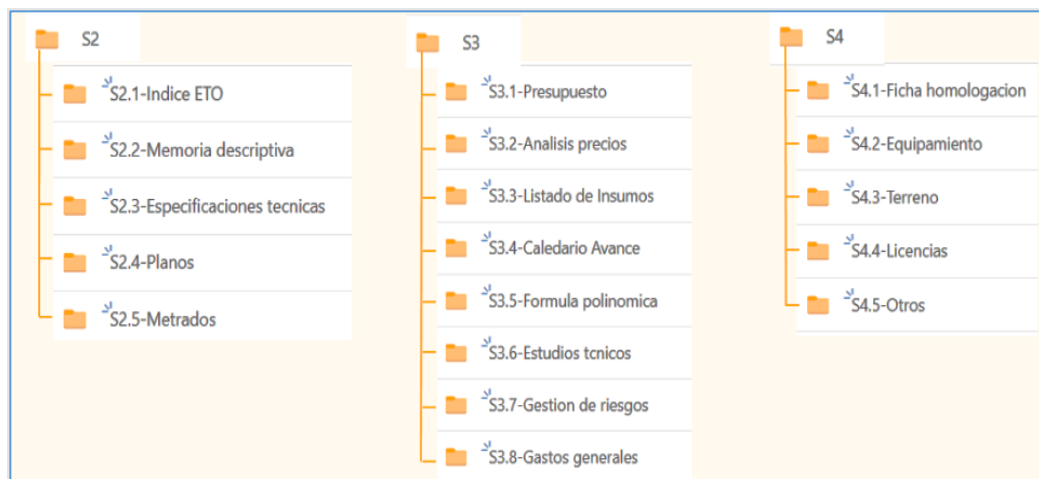 S2
S2.1-Indice ETO
S2.2-Memoria descriptiva
S2.3-Especificaciones tecnicas
S2.4-Planos
S2.5-Metrados
S3
S3.1-Presupuesto
S3.2-Analisis precios
S3.3-Listado de Insumos
S3.4-Caledario Avance
S3.5-Formula polinomica
S3.6-Estudios tcnicos
S3.7-Gestion de riesgos
S3.8-Gastos generales
S4
S4.1-Ficha homologacion
S4.2-Equipamiento
S4.3-Terreno
S4.4-Licencias
S4.5-Otros